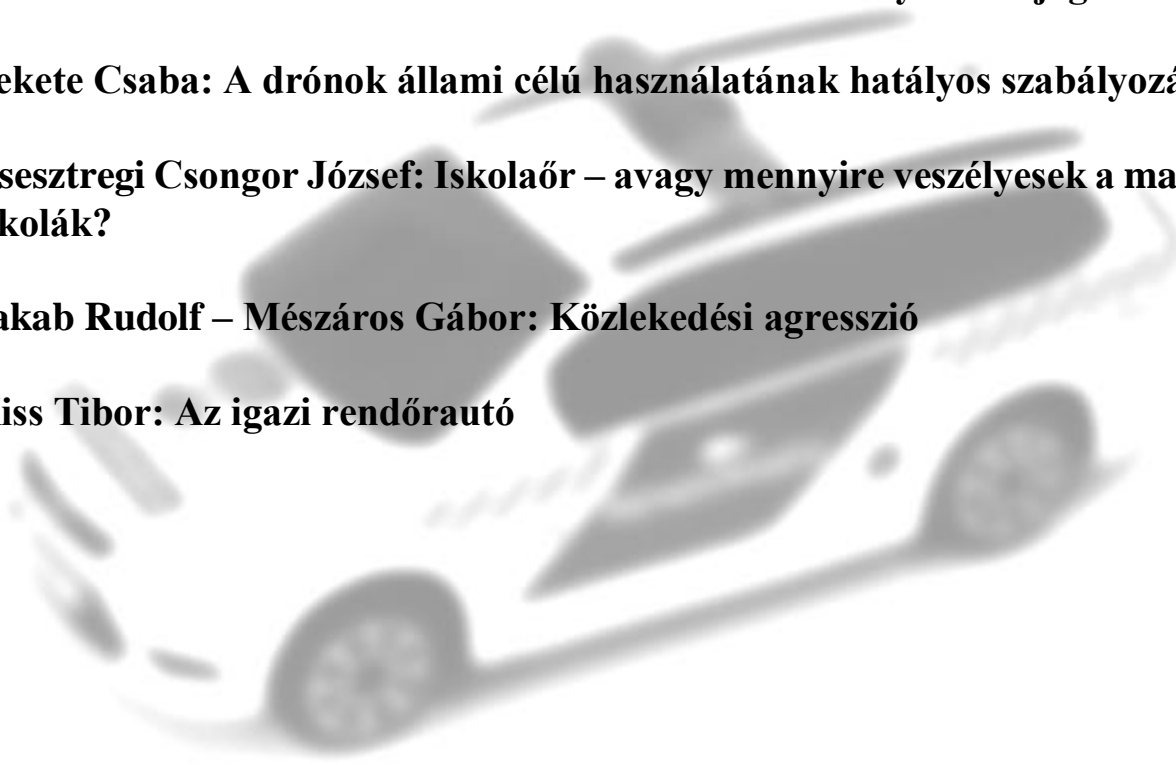 ekete Csaba: A drónok állami célú használatának hatályos szabályozá
sesztregi Csongor József: Iskolaőr – avagy mennyire veszélyesek a ma
kolák?
akab Rudolf – Mészáros Gábor: Közlekedési agresszió
iss Tibor: Az igazi rendőrautó